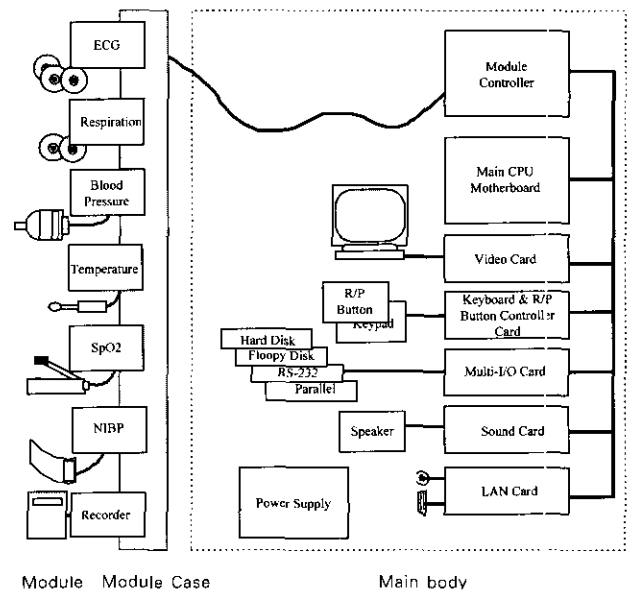 ECG
Respiration
Blood
Pressure
Temperature
SpO2
NIBP
Recorder
Module
Controller
Main CPU
Motherboard
Video Card
R/P
Button
Keypad
Keyboard & R/P
Button Controller
Card
Hard Disk
Floopy Disk
RS-232
Parallel
Multi-I/O Card
Speaker
Sound Card
Power Supply
LAN Card
Module Module Case Main body